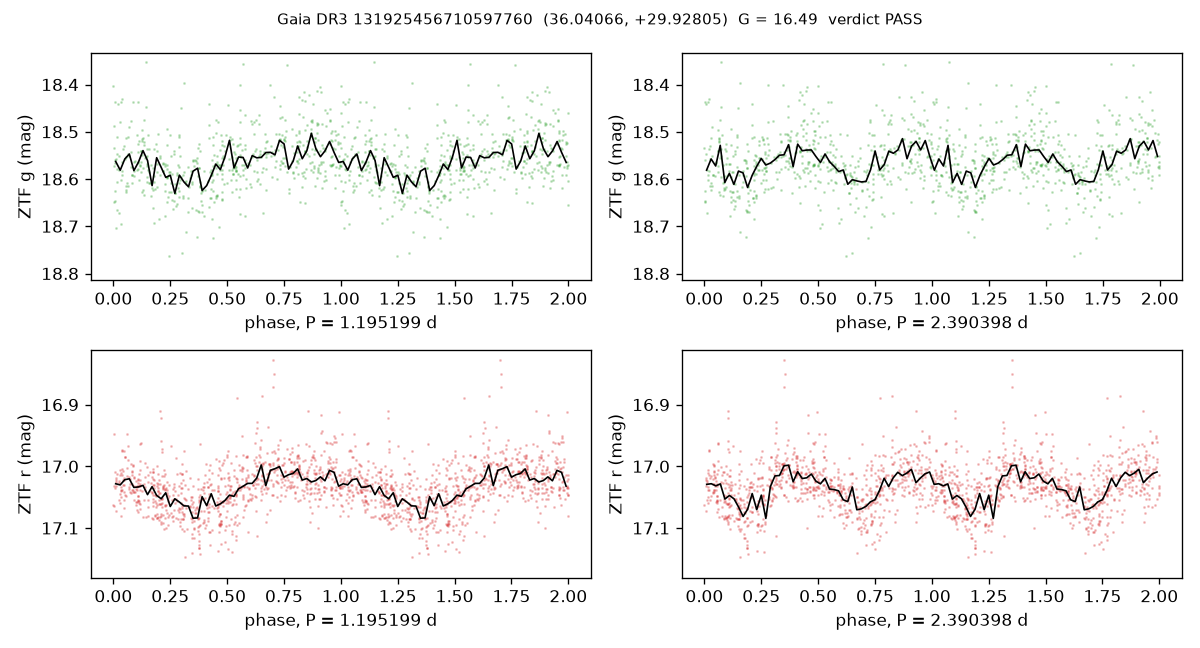 Gaia DR3 131925456710597760 (36.04066, +29.92805) G = 16.49 verdict PASS
ZTF g (mag)
18.4
18.5
18.6
18.7
18.8
0.00 0.25 0.50 0.75 1.00 1.25 1.50 1.75 2.00
phase, P = 1.195199 d
ZTF g (mag)
18.4
18.5
18.6
18.7
18.8
0.00 0.25 0.50 0.75 1.00 1.25 1.50 1.75 2.00
phase, P = 2.390398 d
ZTF r (mag)
16.9
17.0
17.1
0.00 0.25 0.50 0.75 1.00 1.25 1.50 1.75 2.00
phase, P = 1.195199 d
ZTF r (mag)
16.9
17.0
17.1
0.00 0.25 0.50 0.75 1.00 1.25 1.50 1.75 2.00
phase, P = 2.390398 d